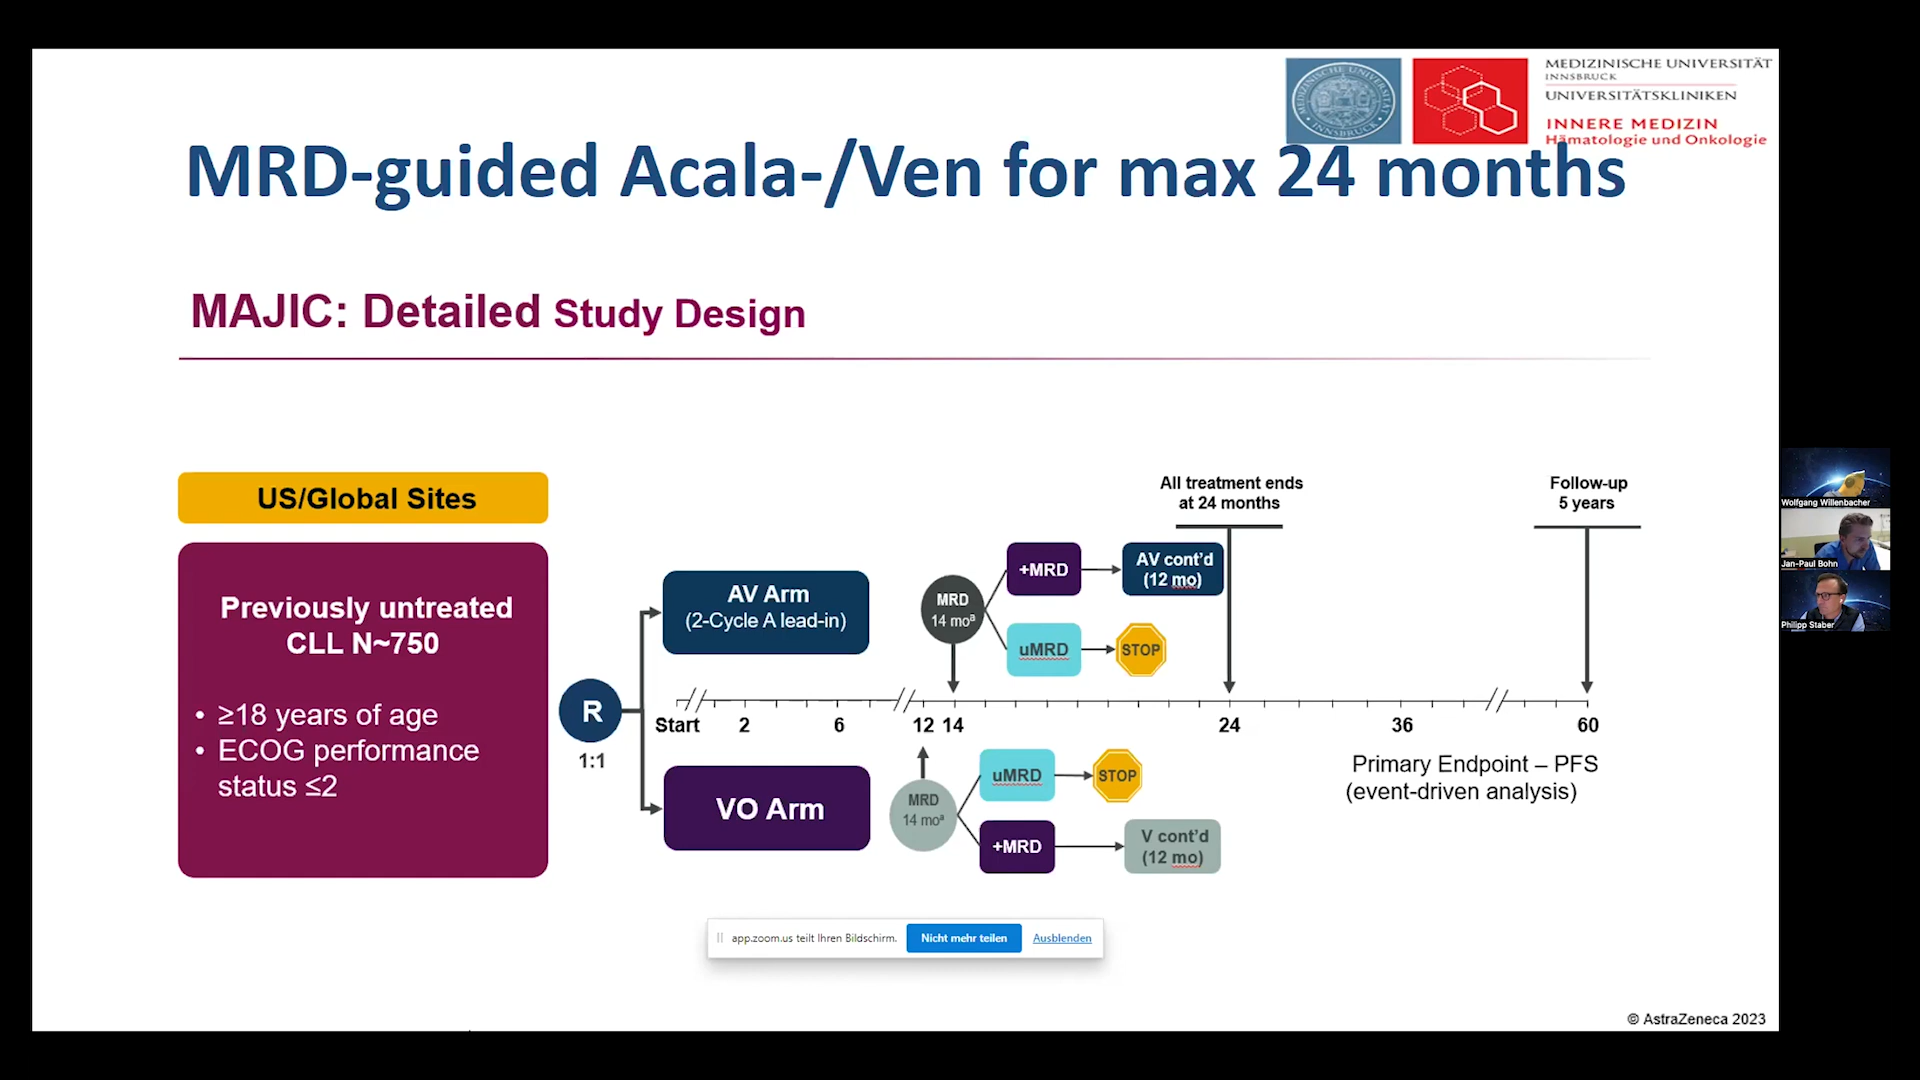 MEDIZINISCHE UNIVERSITÄT
INNSBRUCK
UNIVERSITÄTSKLINIKEN
INNERE MEDIZIN
Hämatologie und Onkologie
MEDIZINISCHE UNIVERSITÄT
INNSBRUCK
MRD-guided Acala-/Ven for max 24 months
MAJIC: Detailed Study Design
US/Global Sites
Previously untreated
CLL N~750
• ≥18 years of age
• ECOG performance
status ≤2
R
1:1
AV Arm
(2-Cycle A lead-in)
VO Arm
MRD
14 moª
+MRD
AV cont’d
(12 mo)
uMRD
STOP
All treatment ends
at 24 months
Follow-up
5 years
Start 2 6 12 14 24 36 60
MRD
14 moª
uMRD
STOP
+MRD
V cont’d
(12 mo)
Primary Endpoint – PFS
(event-driven analysis)
app.zoom.us teilt Ihren Bildschirm. Nicht mehr teilen Ausblenden
© AstraZeneca 2023
Wolfgang Willenbacher
Jan-Paul Bohn
Philipp Staber